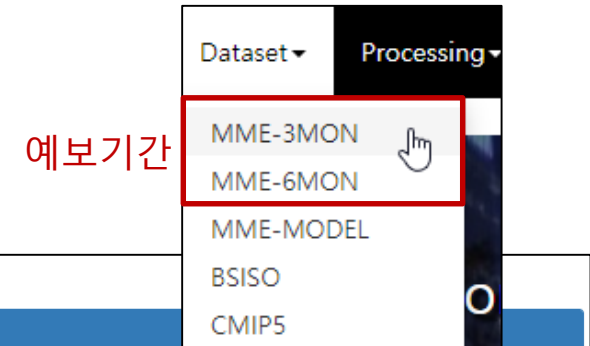 Dataset Processing
MME-3MON
예보기간
MME-6MON
MME-MODEL
BSISO
O
CMIP5